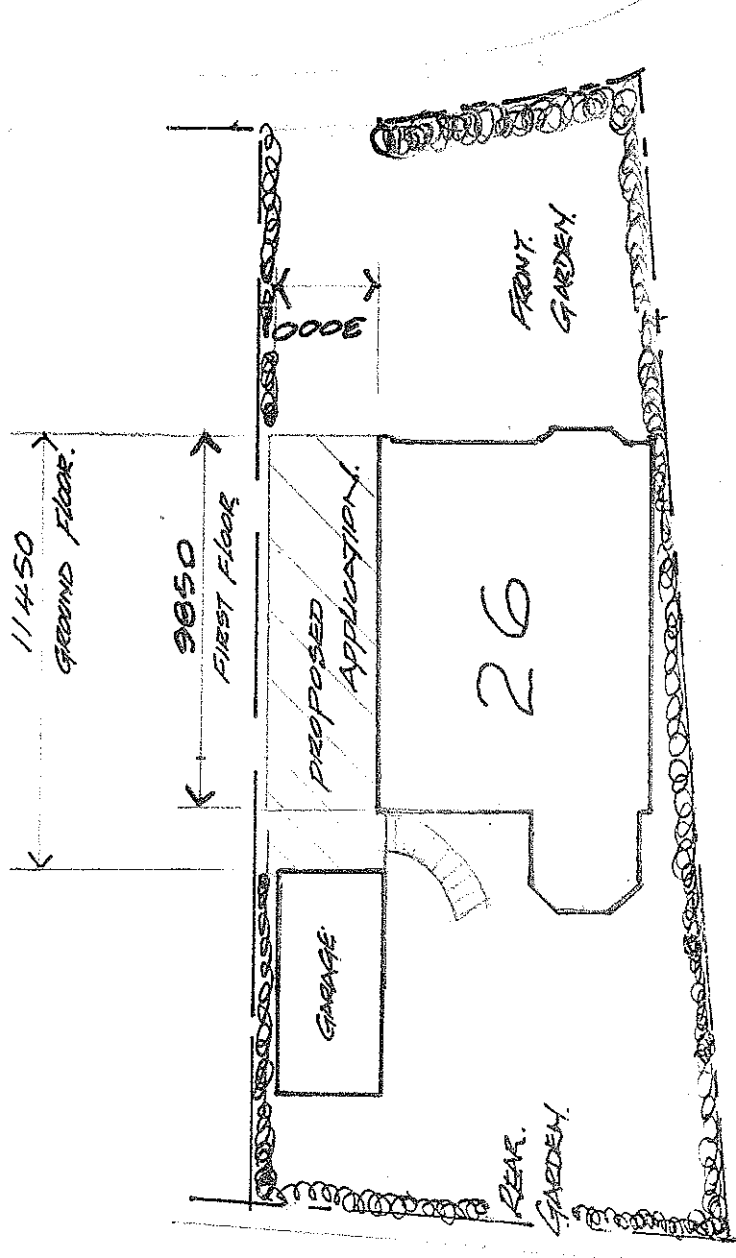 11450
GROUND FLOOR.
9850
FIRST FLOOR
3000
PROPOSED
APPLICATION.
FRONT.
GARDEN.
26
GARAGE.
REAR.
GARDEN.